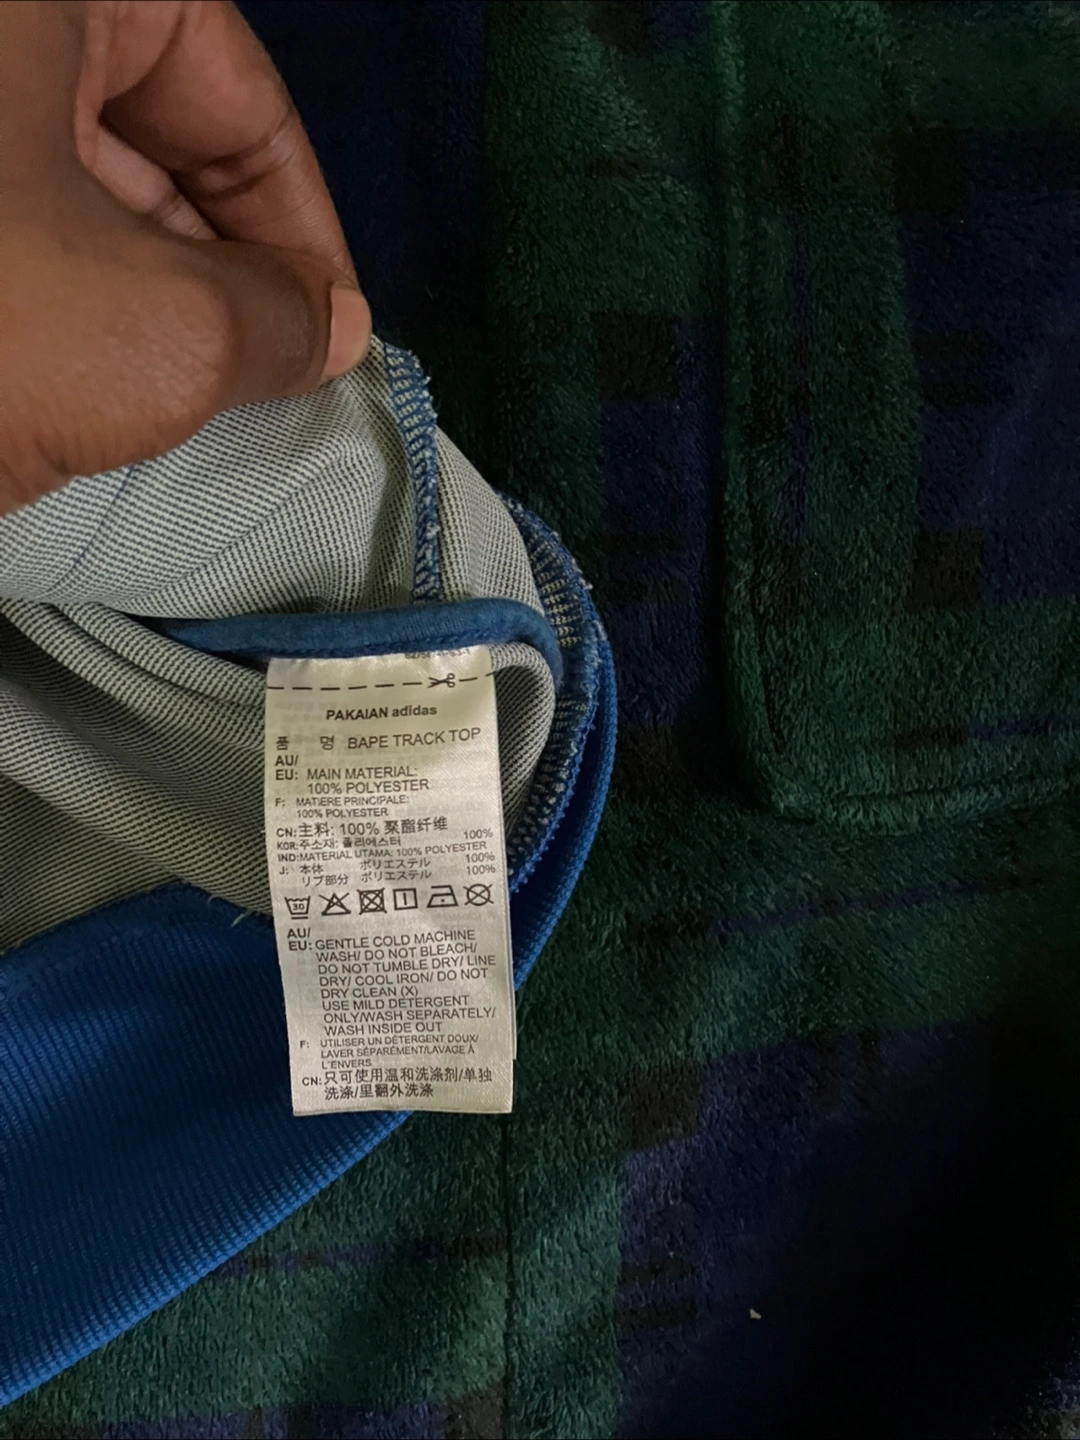 PAKAIAN adidas
품 명 BAPE TRACK TOP
AU/
EU: MAIN MATERIAL:
100% POLYESTER
F: MATIERE PRINCIPALE:
100% POLYESTER
CN: 主料: 100% 聚酯纤维
KOR: 주소재: 폴리에스터 100%
IND: MATERIAL UTAMA: 100% POLYESTER
J: 本体 ポリエステル 100%
リブ部分 ポリエステル 100%
30
AU/
EU: GENTLE COLD MACHINE
WASH/ DO NOT BLEACH/
DO NOT TUMBLE DRY/ LINE
DRY/ COOL IRON/ DO NOT
DRY CLEAN (X)
USE MILD DETERGENT
ONLY/WASH SEPARATELY/
WASH INSIDE OUT
F: UTILISER UN DÉTERGENT DOUX/
LAVER SÉPARÉMENT/LAVAGE À
L'ENVERS
CN: 只可使用温和洗涤剂/单独
洗涤/里翻外洗涤